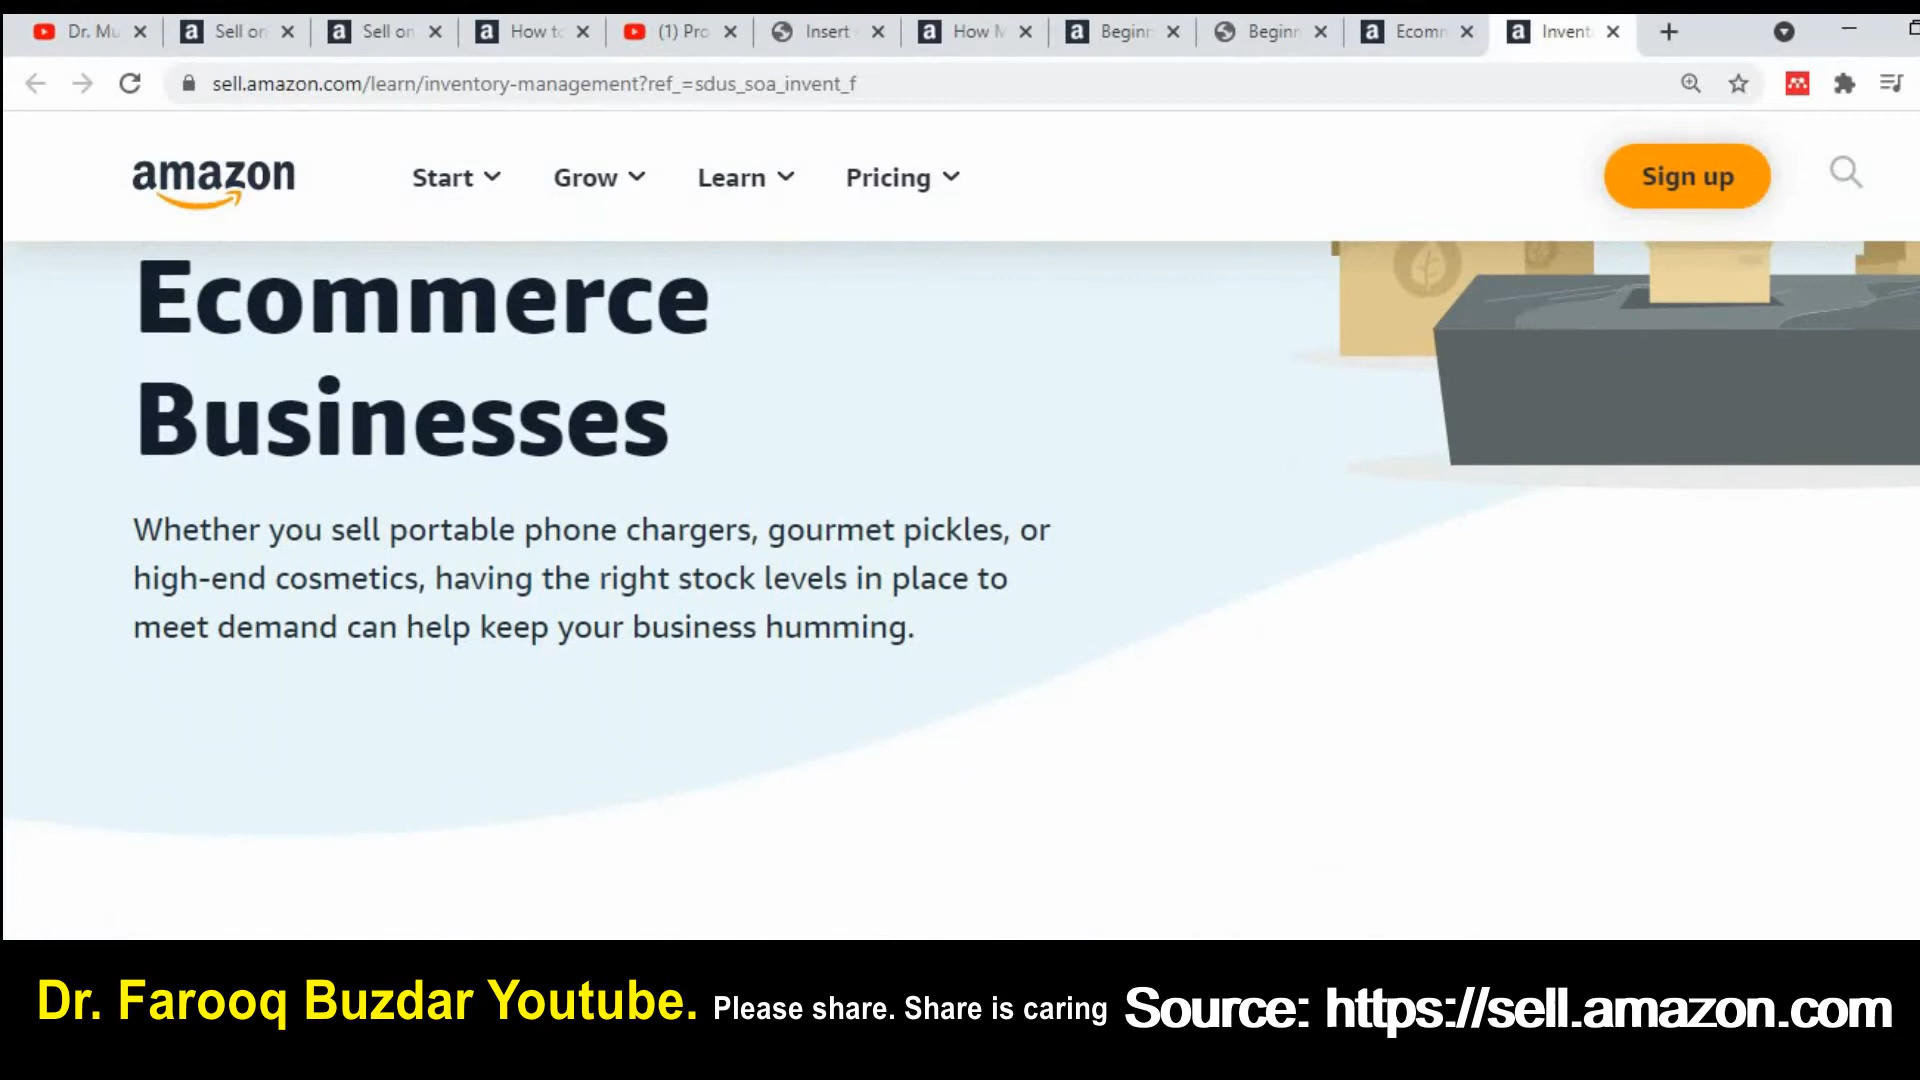 Dr. Mu
Sell on
Sell on
How to
(1) Pro
Insert
How M
Beginn
Beginn
Ecomm
Invent
sell.amazon.com/learn/inventory-management?ref_=sdus_soa_invent_f
amazon
Start
Grow
Learn
Pricing
Sign up
Ecommerce
Businesses
Whether you sell portable phone chargers, gourmet pickles, or
high-end cosmetics, having the right stock levels in place to
meet demand can help keep your business humming.
Dr. Farooq Buzdar Youtube. Please share. Share is caring Source: https://sell.amazon.com